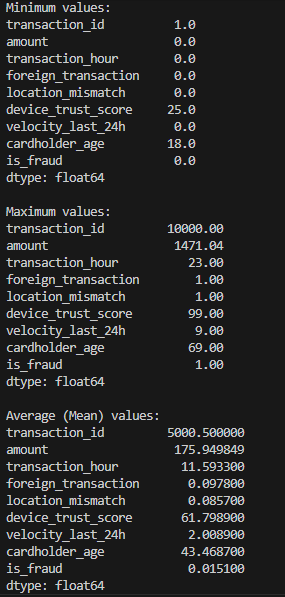 Minimum values:
transaction_id          1.0
amount                  0.0
transaction_hour        0.0
foreign_transaction     0.0
location_mismatch       0.0
device_trust_score     25.0
velocity_last_24h       0.0
cardholder_age         18.0
is_fraud                0.0
dtype: float64

Maximum values:
transaction_id         10000.00
amount                  1471.04
transaction_hour          23.00
foreign_transaction        1.00
location_mismatch          1.00
device_trust_score        99.00
velocity_last_24h          9.00
cardholder_age            69.00
is_fraud                   1.00
dtype: float64

Average (Mean) values:
transaction_id         5000.500000
amount                  175.949849
transaction_hour         11.593300
foreign_transaction       0.097800
location_mismatch         0.085700
device_trust_score       61.798900
velocity_last_24h         2.008900
cardholder_age           43.468700
is_fraud                  0.015100
dtype: float64